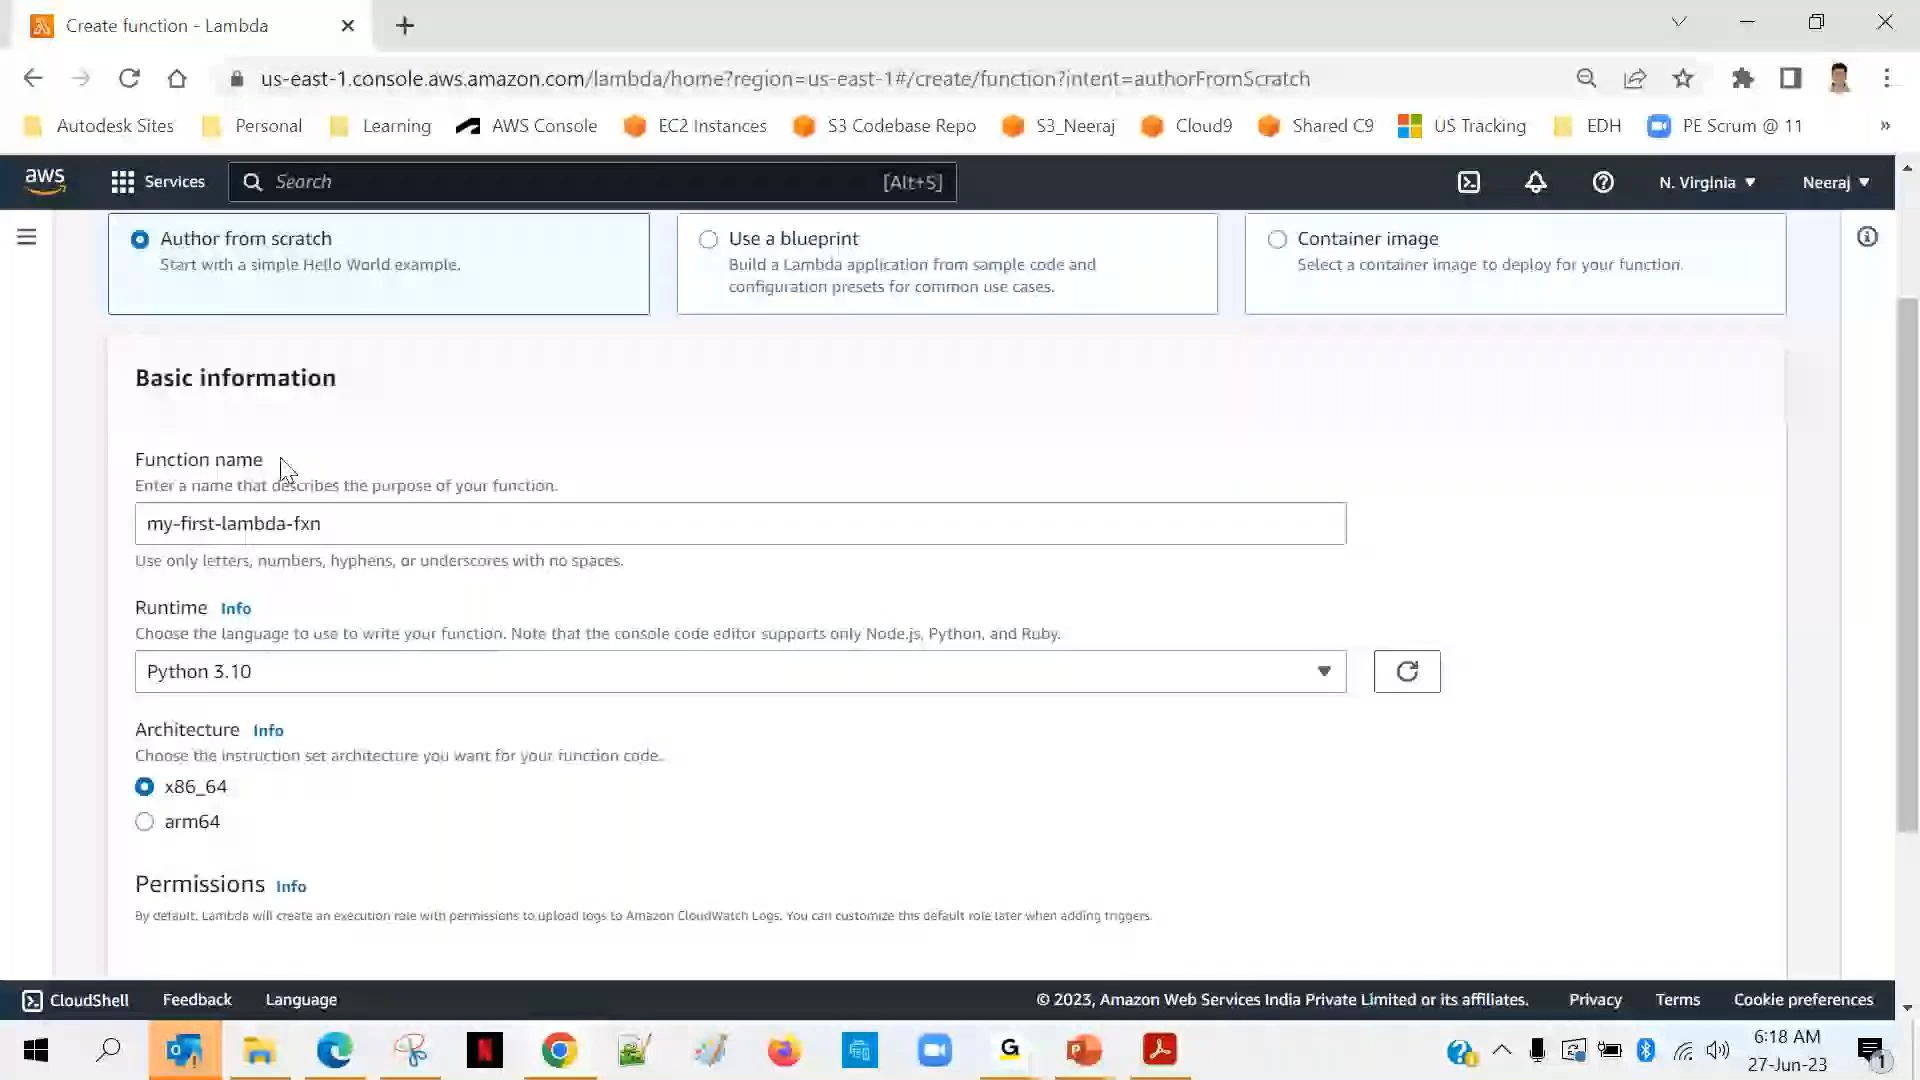 Create function - Lambda
us-east-1.console.aws.amazon.com/lambda/home?region=us-east-1#/create/function?intent=authorFromScratch
Autodesk Sites Personal Learning AWS Console EC2 Instances S3 Codebase Repo S3_Neeraj Cloud9 Shared C9 US Tracking EDH PE Scrum @ 11 »
aws Services Search [Alt+S] N. Virginia Neeraj
Author from scratch
Start with a simple Hello World example.
Use a blueprint
Build a Lambda application from sample code and
configuration presets for common use cases.
Container image
Select a container image to deploy for your function.
Basic information
Function name
Enter a name that describes the purpose of your function.
my-first-lambda-fxn
Use only letters, numbers, hyphens, or underscores with no spaces.
Runtime Info
Choose the language to use to write your function. Note that the console code editor supports only Node.js, Python, and Ruby.
Python 3.10
Architecture Info
Choose the instruction set architecture you want for your function code.
x86_64
arm64
Permissions Info
By default, Lambda will create an execution role with permissions to upload logs to Amazon CloudWatch Logs. You can customize this default role later when adding triggers.
CloudShell Feedback Language © 2023, Amazon Web Services India Private Limited or its affiliates. Privacy Terms Cookie preferences
6:18 AM
27-Jun-23
1